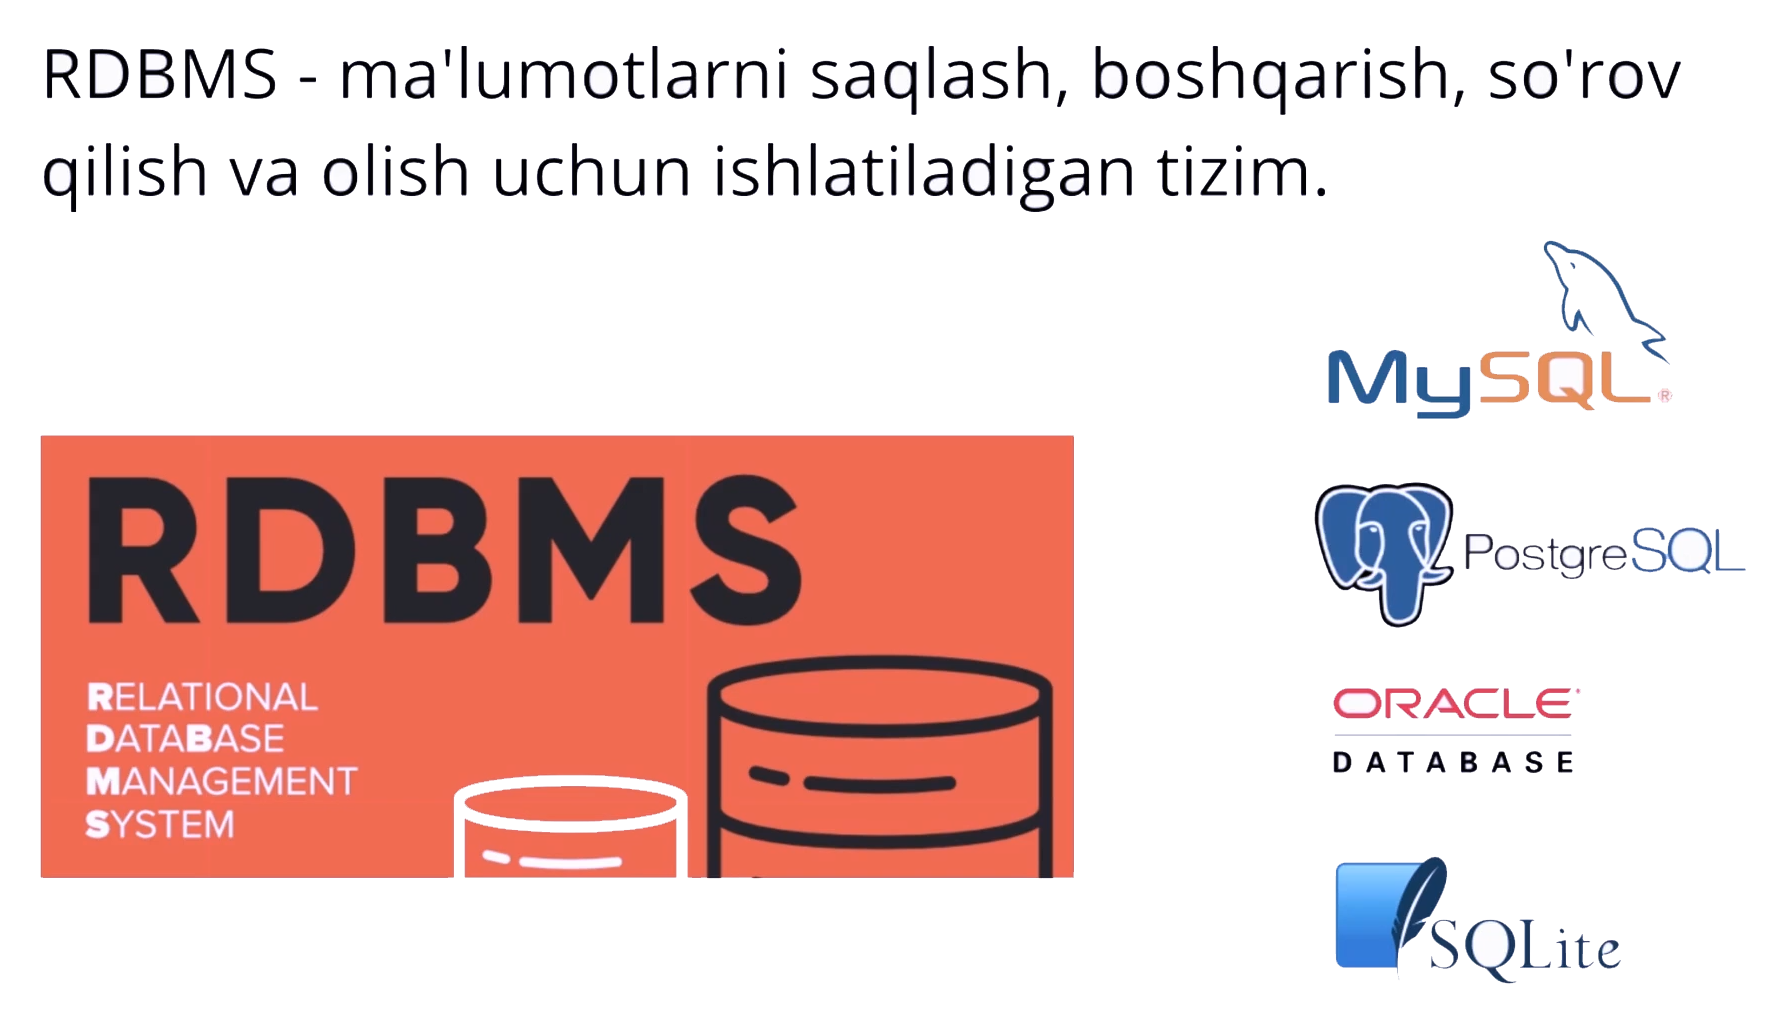 RDBMS - ma'lumotlarni saqlash, boshqarish, so'rov
qilish va olish uchun ishlatiladigan tizim.
MySQL®
PostgreSQL
RDBMS
RELATIONAL
DATABASE
MANAGEMENT
SYSTEM
ORACLE
DATABASE
SQLite